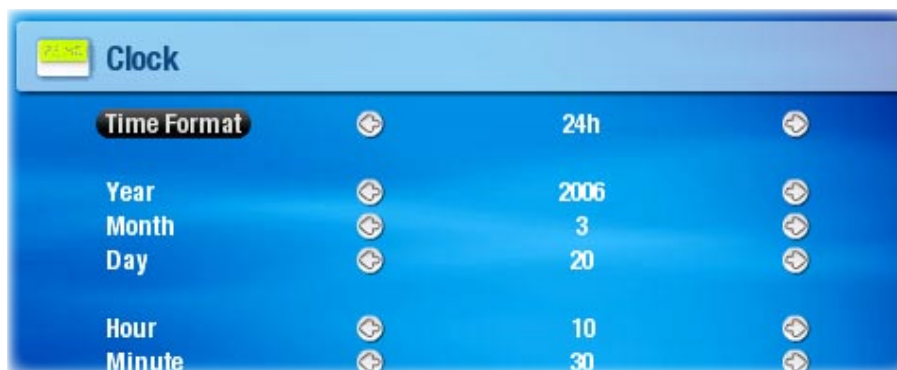 Clock
Time Format 24h
Year 2006
Month 3
Day 20
Hour 10
Minute 30